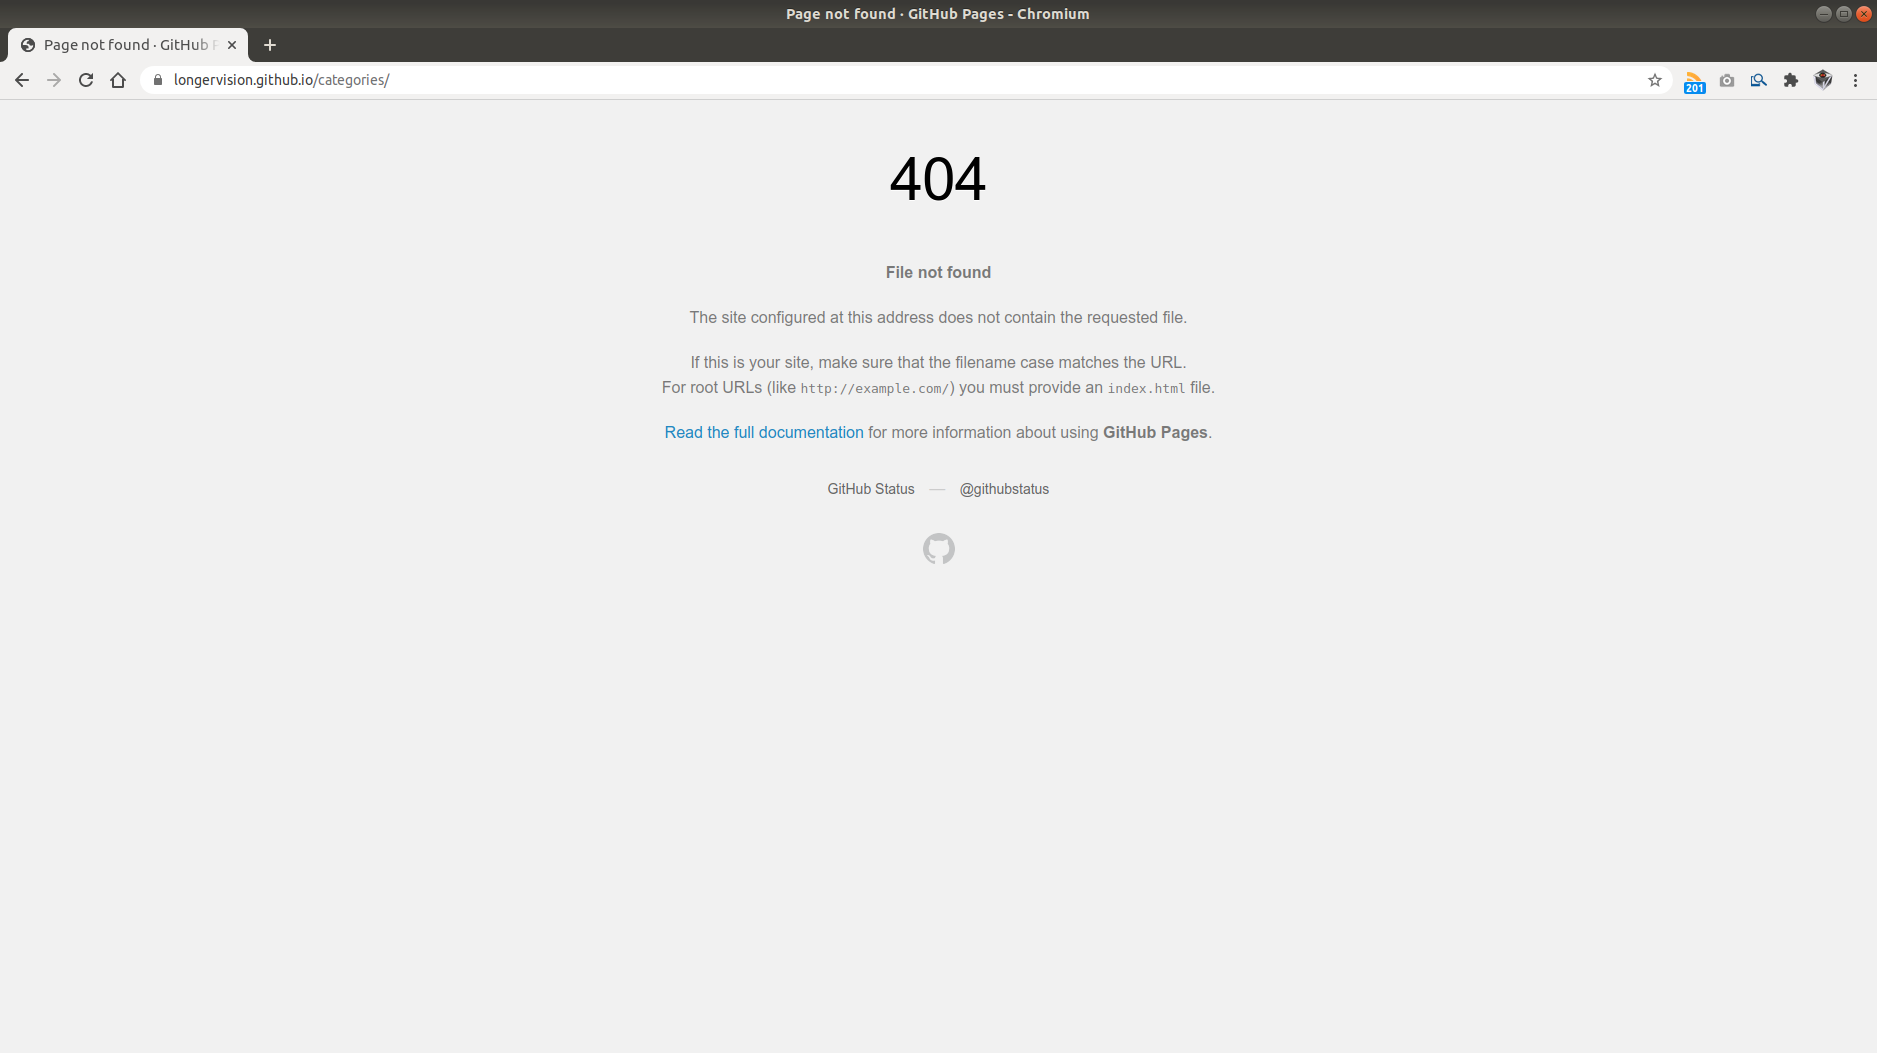 Page not found · GitHub Pages - Chromium
Page not found · GitHub P
longervision.github.io/categories/
201
404
File not found
The site configured at this address does not contain the requested file.
If this is your site, make sure that the filename case matches the URL.
For root URLs (like http://example.com/) you must provide an index.html file.
Read the full documentation for more information about using GitHub Pages.
GitHub Status — @githubstatus